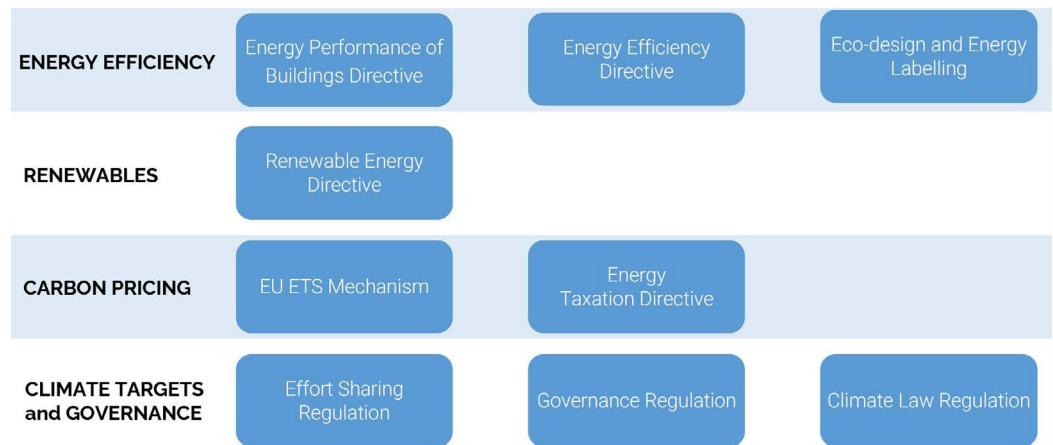 ENERGY EFFICIENCY
Energy Performance of
Buildings Directive
Energy Efficiency
Directive
Eco-design and Energy
Labelling
RENEWABLES
Renewable Energy
Directive
CARBON PRICING
EU ETS Mechanism
Energy
Taxation Directive
CLIMATE TARGETS
and GOVERNANCE
Effort Sharing
Regulation
Governance Regulation
Climate Law Regulation